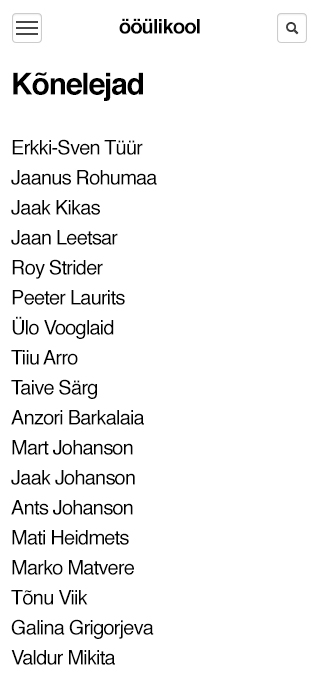 ööülikool
Kõnelejad
Erkki-Sven Tüür
Jaanus Rohumaa
Jaak Kikas
Jaan Leetsar
Roy Strider
Peeter Laurits
Ülo Vooglaid
Tiiu Arro
Taive Särg
Anzori Barkalaia
Mart Johanson
Jaak Johanson
Ants Johanson
Mati Heidmets
Marko Matvere
Tõnu Viik
Galina Grigorjeva
Valdur Mikita